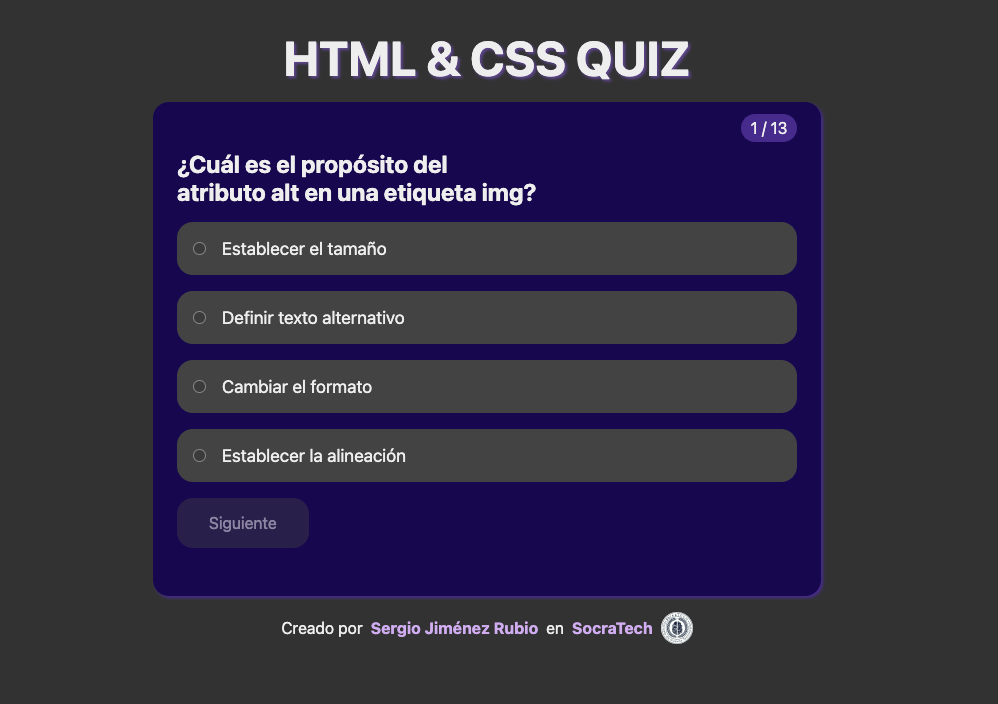 HTML & CSS QUIZ
1 / 13
¿Cuál es el propósito del
atributo alt en una etiqueta img?
Establecer el tamaño
Definir texto alternativo
Cambiar el formato
Establecer la alineación
Siguiente
Creado por Sergio Jiménez Rubio en SocraTech